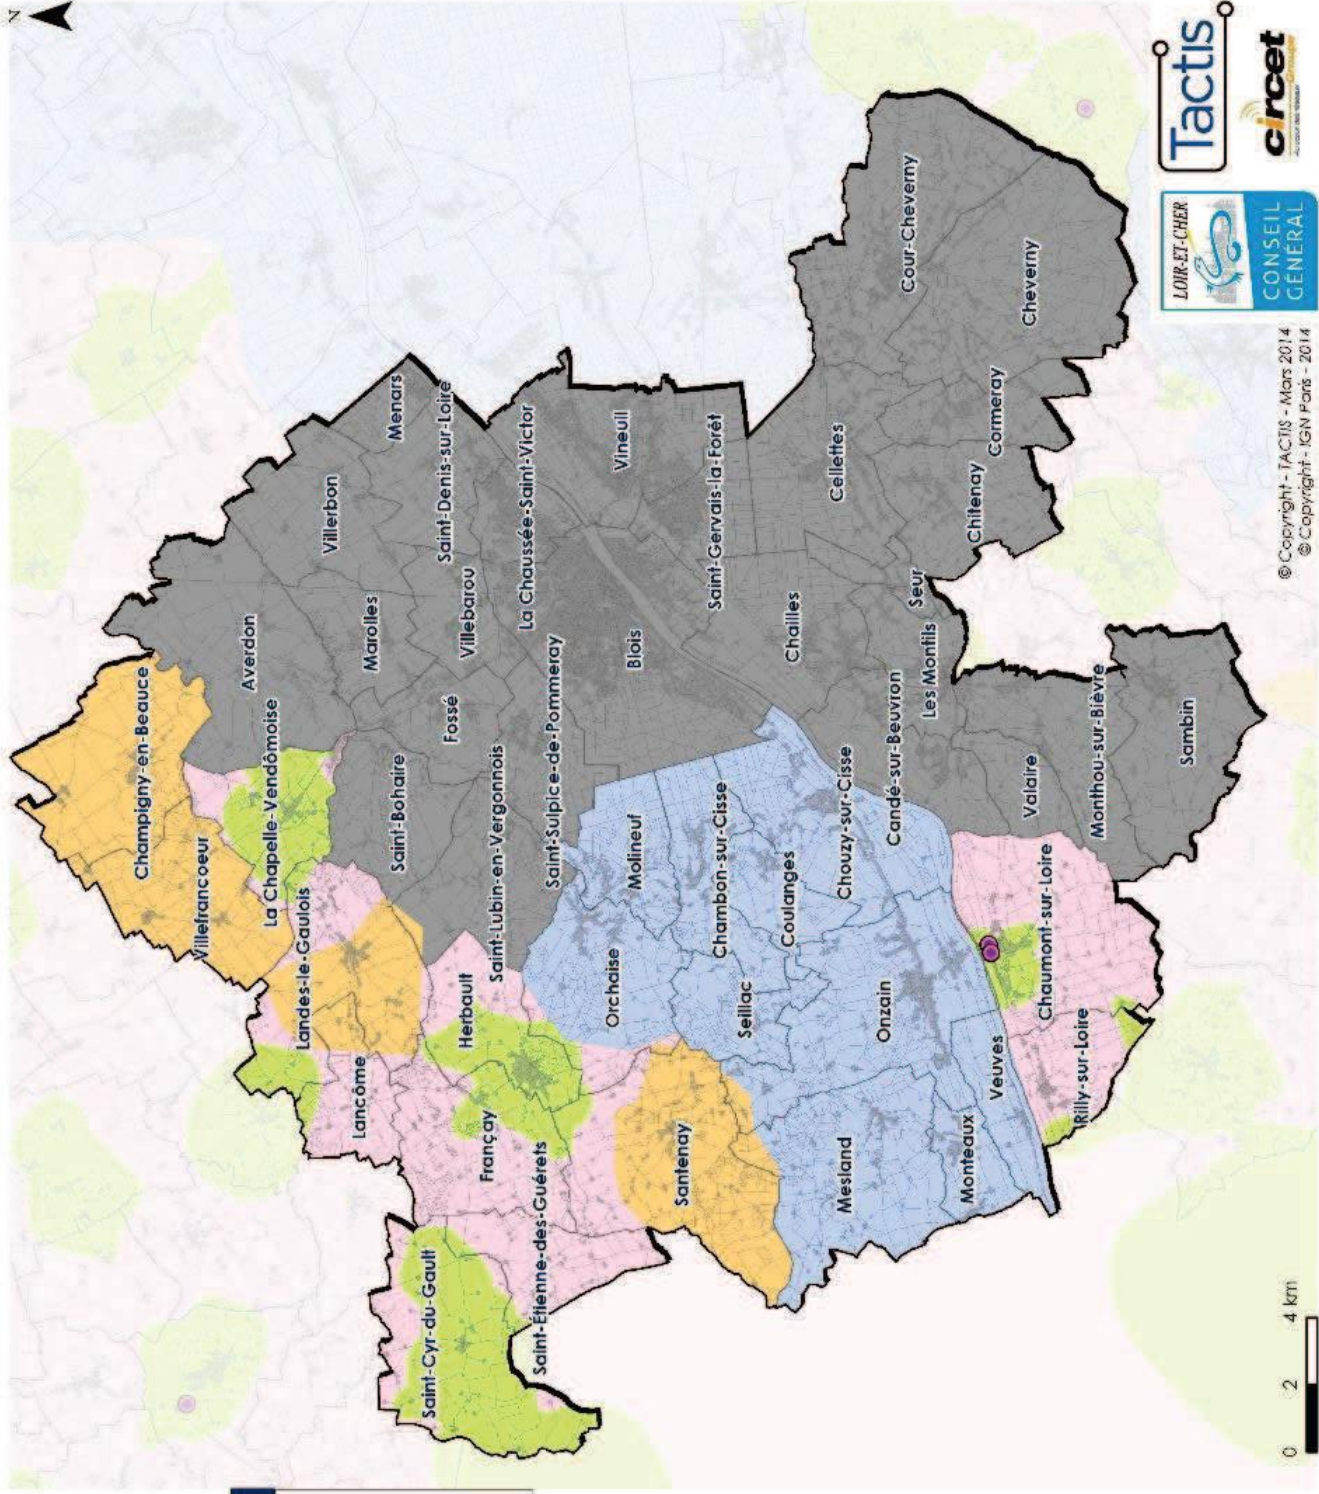 N
Champigny-en-Beauce
Villefrancoeur
La Chapelle-Vendômoise
Averdon
Landes-le-Gaulois
Villerbon
Menars
Lancôme
Marolles
Saint-Bohaire
Saint-Denis-sur-Loire
Saint-Cyr-du-Gault
Herbault
Fossé
Villebarou
Françay
Saint-Lubin-en-Vergonnois
La Chaussée-Saint-Victor
Saint-Étienne-des-Guérets
Saint-Sulpice-de-Pommeray
Orchaise
Molineuf
Blois
Vineuil
Santenay
Chambon-sur-Cisse
Saint-Gervais-la-Forêt
Seillac
Coulanges
Chailles
Cellettes
Mesland
Onzain
Chouzy-sur-Cisse
Candé-sur-Beuvron
Les Montils
Seur
Cour-Cheverny
Monteaux
Veuves
Chitenay
Cormeray
Cheverny
Chaumont-sur-Loire
Valaire
Rilly-sur-Loire
Monthou-sur-Bièvre
Sambin
0 2 4 km
© Copyright - TACTIS - Mars 2014
© Copyright - IGN Paris - 2014
LOIR-ET-CHER
CONSEIL
GÉNÉRAL
Tactis
circet
Groupe